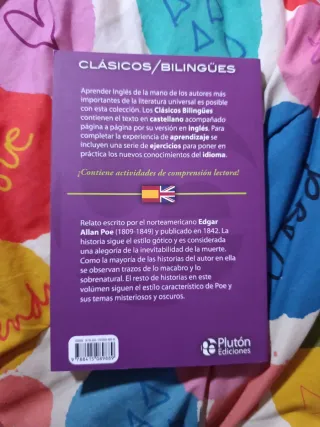 CLÁSICOS/BILINGÜES
Aprender Inglés de la mano de los autores más
importantes de la literatura universal es posible
con esta colección. Los Clásicos Bilingües
contienen el texto en castellano acompañado
página a página por su versión en inglés. Para
completar la experiencia de aprendizaje se
incluyen una serie de ejercicios para poner en
práctica los nuevos conocimientos del idioma.
¡Contiene actividades de comprensión lectora!
Relato escrito por el norteamericano Edgar
Allan Poe (1809-1849) y publicado en 1842. La
historia sigue el estilo gótico y es considerada
una alegoría de la inevitabilidad de la muerte.
Como la mayoría de las historias del autor en ella
se observan trazos de lo macabro y lo
sobrenatural. El resto de historias en este
volumen siguen el estilo característico de Poe y
sus temas misteriosos y oscuros.
Plutón
Ediciones